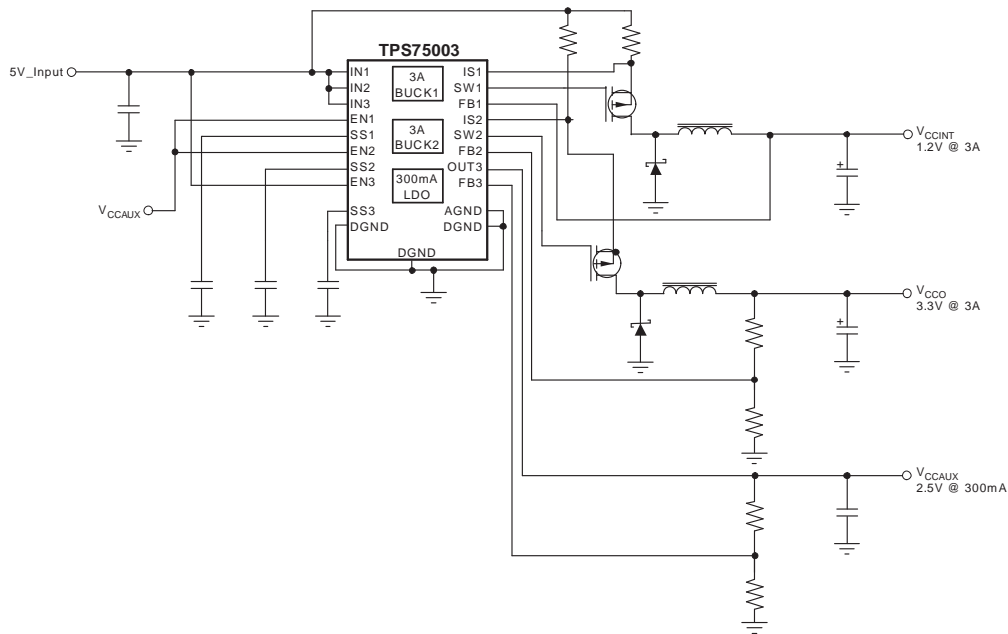 TPS75003
5V_Input
IN1
IN2
IN3
EN1
SS1
EN2
SS2
EN3
SS3
DGND
3A
BUCK1
3A
BUCK2
300mA
LDO
DGND
IS1
SW1
FB1
IS2
SW2
FB2
OUT3
FB3
AGND
DGND
VCCAUX
VCCINT
1.2V @ 3A
+
VCCO
3.3V @ 3A
+
VCCAUX
2.5V @ 300mA